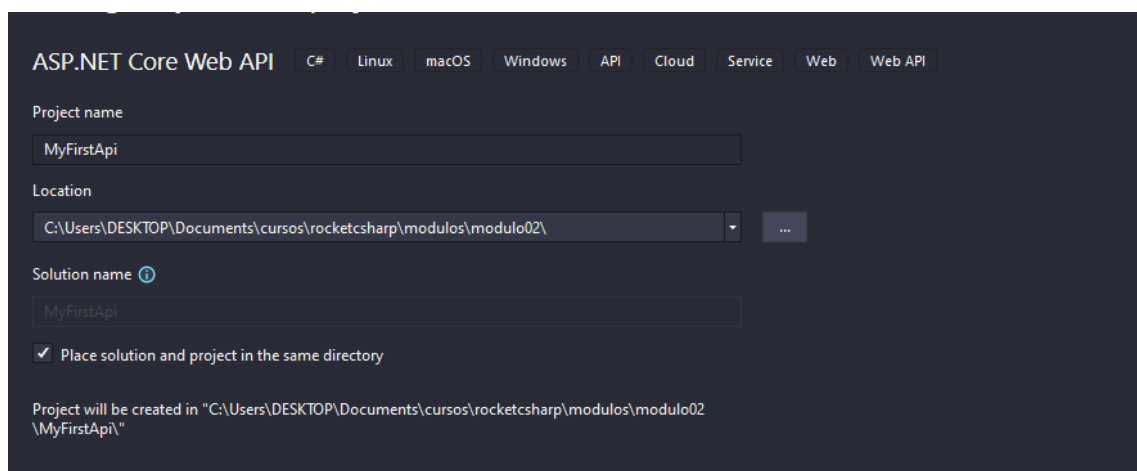 ASP.NET Core Web API C# Linux macOS Windows API Cloud Service Web Web API
Project name
MyFirstApi
Location
C:\Users\DESKTOP\Documents\cursos\rocketcsharp\modulos\modulo02\
...
Solution name
MyFirstApi
Place solution and project in the same directory
Project will be created in "C:\Users\DESKTOP\Documents\cursos\rocketcsharp\modulos\modulo02
\MyFirstApi\"